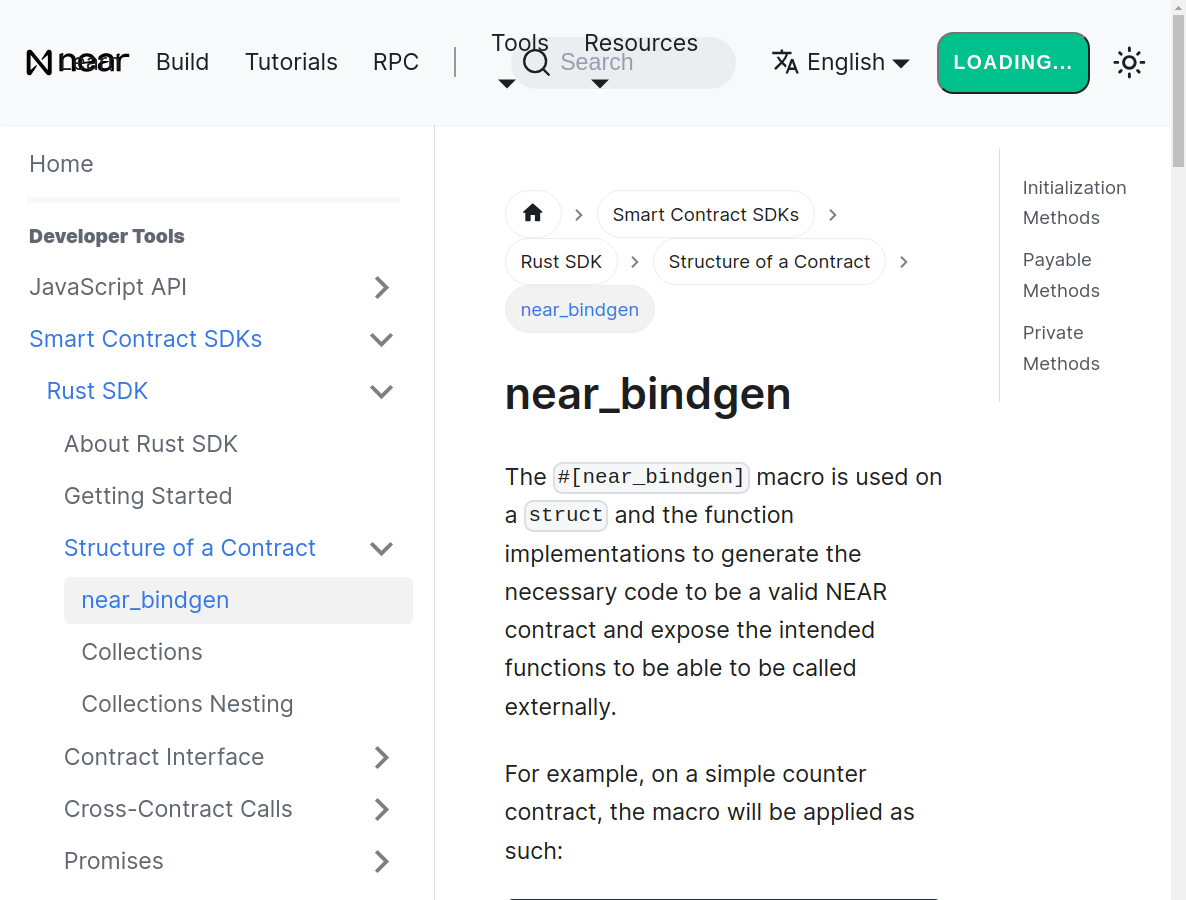 near
Learn
Build
Tutorials
RPC
Tools
Resources
Search
English
LOADING...
Home
Developer Tools
JavaScript API
Smart Contract SDKs
Rust SDK
About Rust SDK
Getting Started
Structure of a Contract
near_bindgen
Collections
Collections Nesting
Contract Interface
Cross-Contract Calls
Promises
Smart Contract SDKs
Rust SDK
Structure of a Contract
near_bindgen
near_bindgen
The #[near_bindgen] macro is used on
a struct and the function
implementations to generate the
necessary code to be a valid NEAR
contract and expose the intended
functions to be able to be called
externally.
For example, on a simple counter
contract, the macro will be applied as
such:
Initialization
Methods
Payable
Methods
Private
Methods